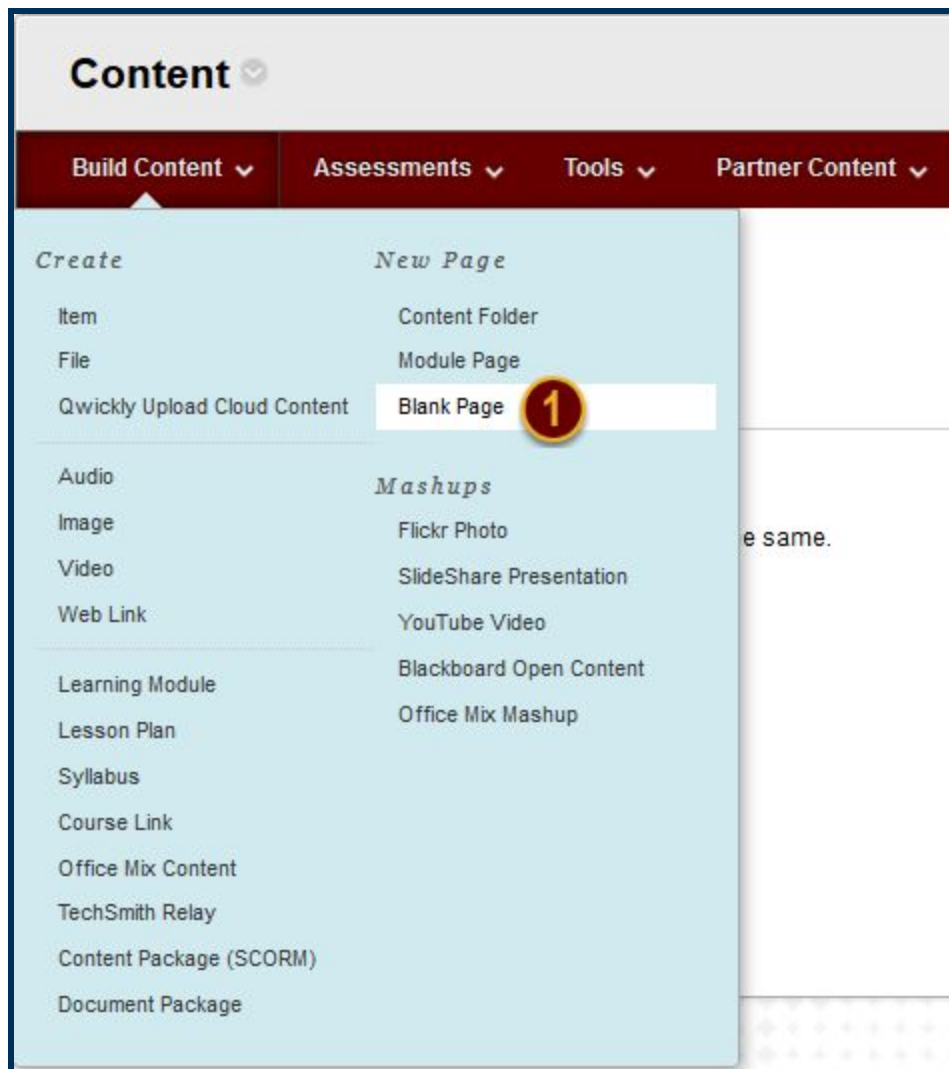 Content
Build Content
Assessments
Tools
Partner Content
Create
Item
File
Qwickly Upload Cloud Content
Audio
Image
Video
Web Link
Learning Module
Lesson Plan
Syllabus
Course Link
Office Mix Content
TechSmith Relay
Content Package (SCORM)
Document Package
New Page
Content Folder
Module Page
Blank Page 1
Mashups
Flickr Photo
SlideShare Presentation
YouTube Video
Blackboard Open Content
Office Mix Mashup
e same.